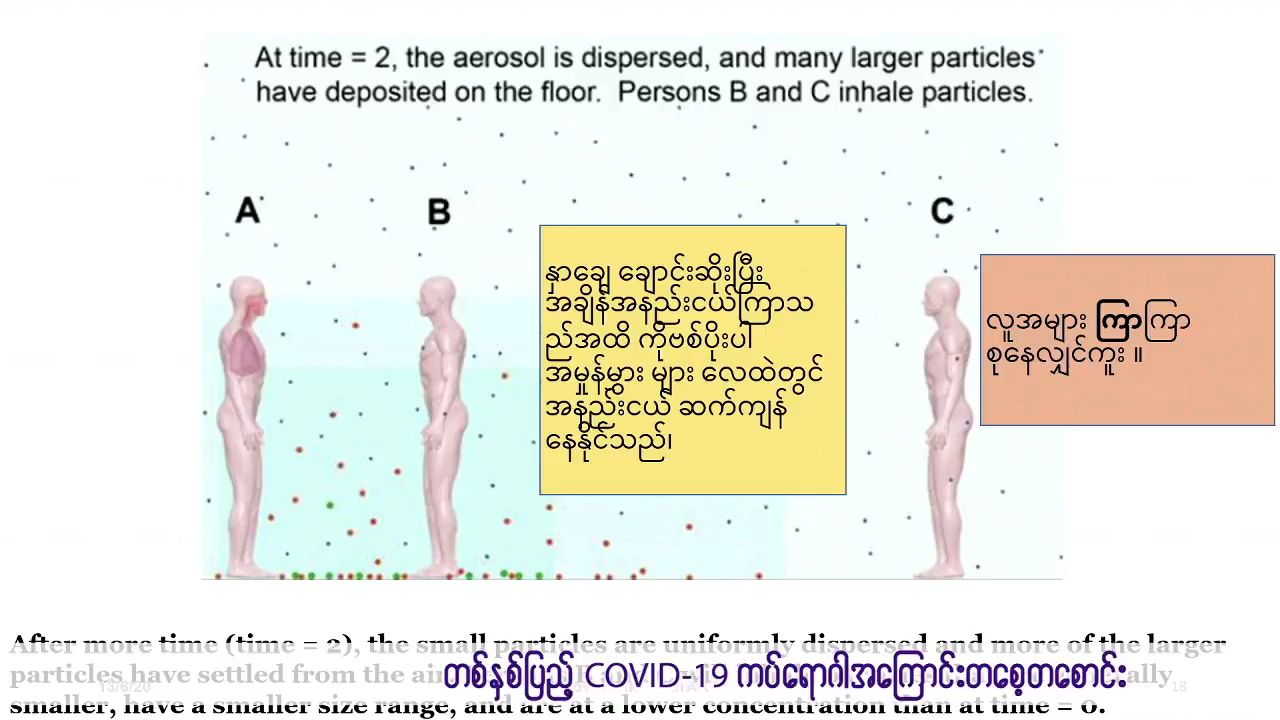 At time = 2, the aerosol is dispersed, and many larger particles
have deposited on the floor. Persons B and C inhale particles.
A
B
C
နှာချေ ချောင်းဆိုးပြီး
အချိန်အနည်းငယ်ကြာသ
ည်အထိ ကိုဗစ်ပိုးပါ
အမှုန်မွှား များ လေထဲတွင်
အနည်းငယ် ဆက်ကျန်
နေနိုင်သည်၊
လူအများ ကြာကြာ
စုနေလျှင်ကူး ။
After more time (time = 2), the small particles are uniformly dispersed and more of the larger
particles have settled from the air
တစ်နှစ်ပြည့် COVID-19 ကပ်ရောဂါအကြောင်းတစေ့တစောင်း
13/6/20
18
smaller, have a smaller size range, and are at a lower concentration than at time = 0.